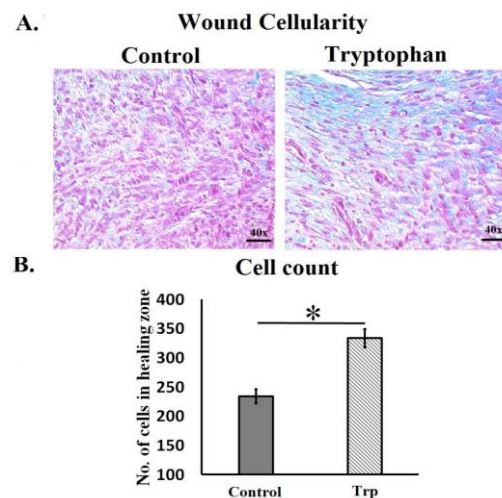 A.
Wound Cellularity
Control
Tryptophan
40x
40x
B.
Cell count
No. of cells in healing zone
400
350
300
250
200
150
100
*
Control
Trp